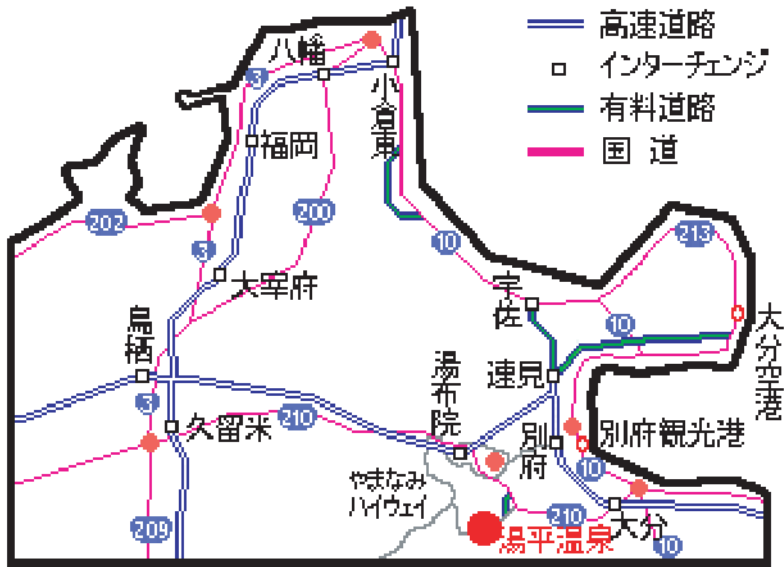 高速道路
インターチェンジ
有料道路
国 道
八幡
3
小倉東
福岡
202
200
3
10
213
太宰府
宇佐
10
大分空港
鳥栖
湯布院
速見
3
久留米
210
別府
別府観光港
やまなみ
ハイウェイ
10
209
210
大分
湯平温泉
10